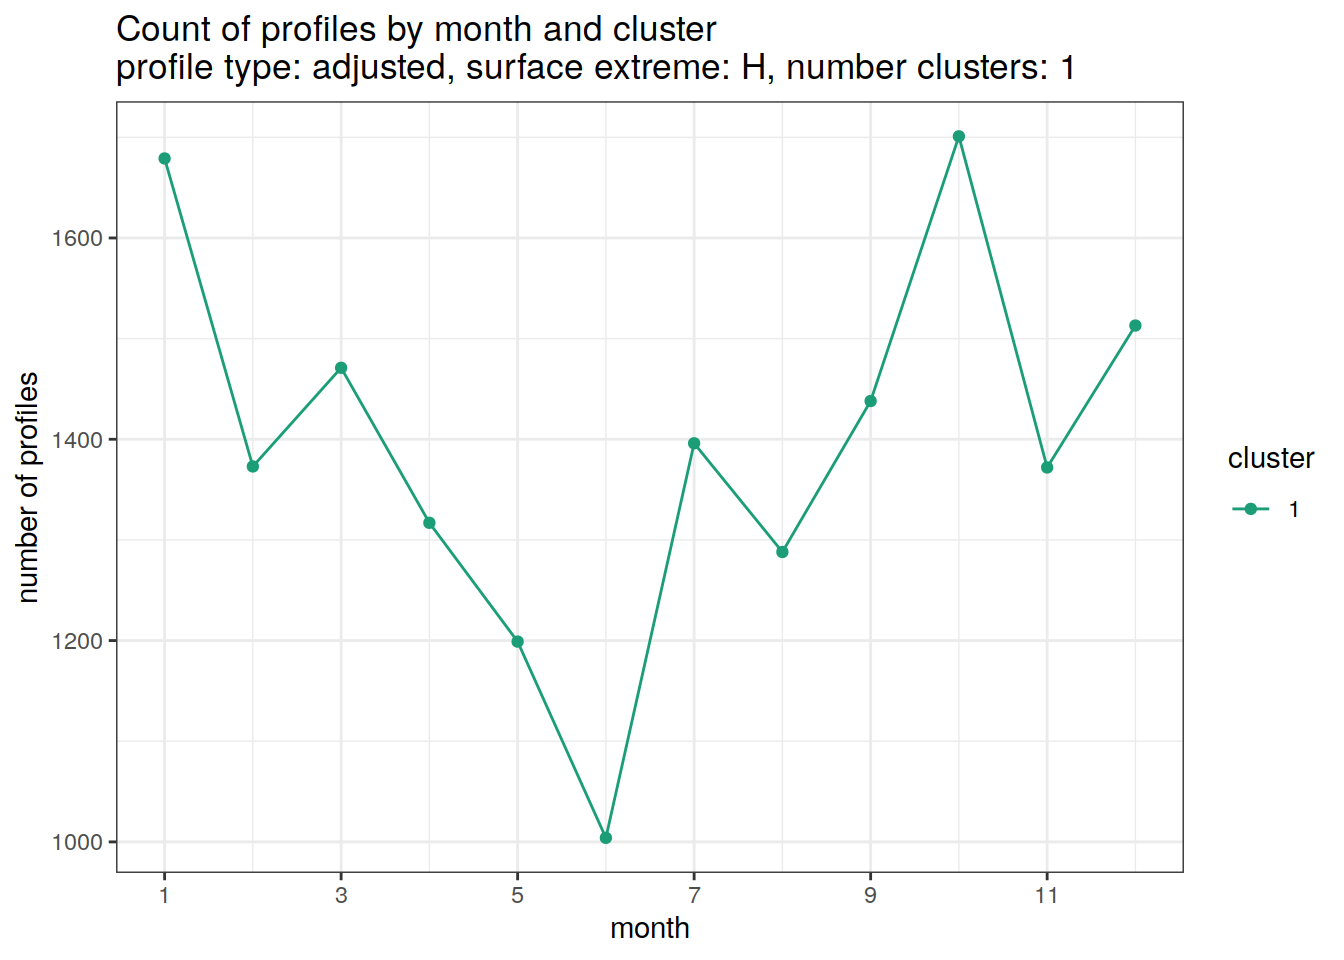 Count of profiles by month and cluster
profile type: adjusted, surface extreme: H, number clusters: 1
number of profiles
1600
1400
1200
1000
1 3 5 7 9 11
month
cluster
1